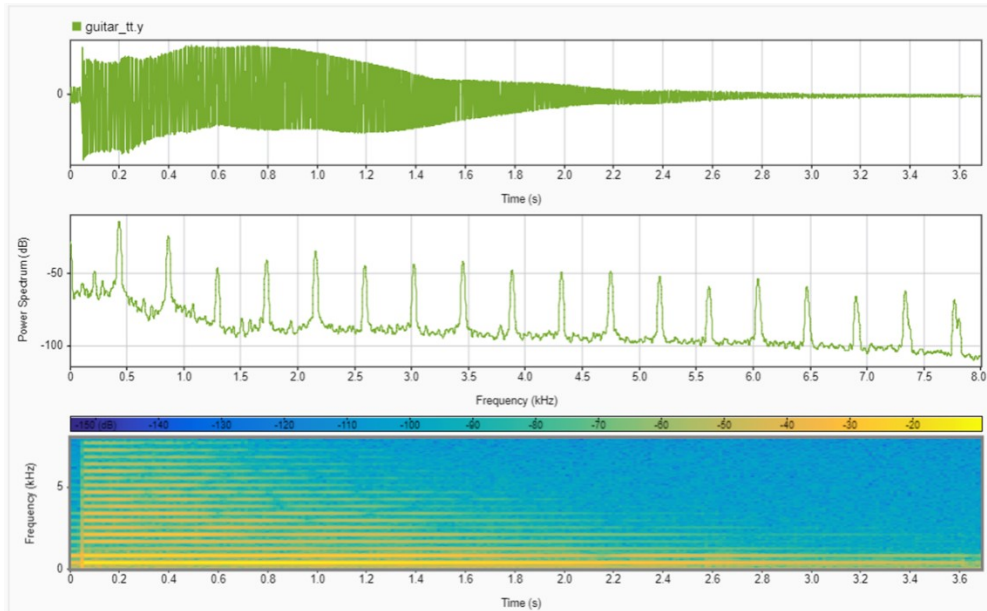 guitar_tt.y
0
0 0.2 0.4 0.6 0.8 1.0 1.2 1.4 1.6 1.8 2.0 2.2 2.4 2.6 2.8 3.0 3.2 3.4 3.6
Time (s)
Power Spectrum (dB)
-50
-100
0 0.5 1.0 1.5 2.0 2.5 3.0 3.5 4.0 4.5 5.0 5.5 6.0 6.5 7.0 7.5 8.0
Frequency (kHz)
-150 (dB) -140 -130 -120 -110 -100 -90 -80 -70 -60 -50 -40 -30 -20
Frequency (kHz)
5
0
0 0.2 0.4 0.6 0.8 1.0 1.2 1.4 1.6 1.8 2.0 2.2 2.4 2.6 2.8 3.0 3.2 3.4 3.6
Time (s)